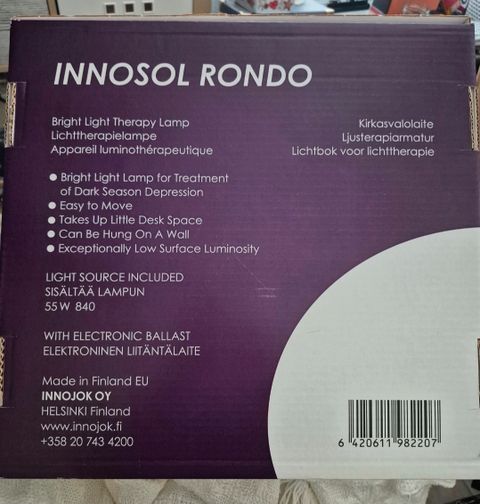 INNOSOL RONDO
Bright Light Therapy Lamp
Lichttherapielampe
Appareil luminothérapeutique
Kirkasvalolaite
Ljusterapiarmatur
Lichtbok voor lichttherapie
● Bright Light Lamp for Treatment
of Dark Season Depression
● Easy to Move
● Takes Up Little Desk Space
● Can Be Hung On A Wall
● Exceptionally Low Surface Luminosity
LIGHT SOURCE INCLUDED
SISÄLTÄÄ LAMPUN
55 W 840
WITH ELECTRONIC BALLAST
ELEKTRONINEN LIITÄNTÄLAITE
Made in Finland EU
INNOJOK OY
HELSINKI Finland
www.innojok.fi
+358 20 743 4200
6 420611 982207